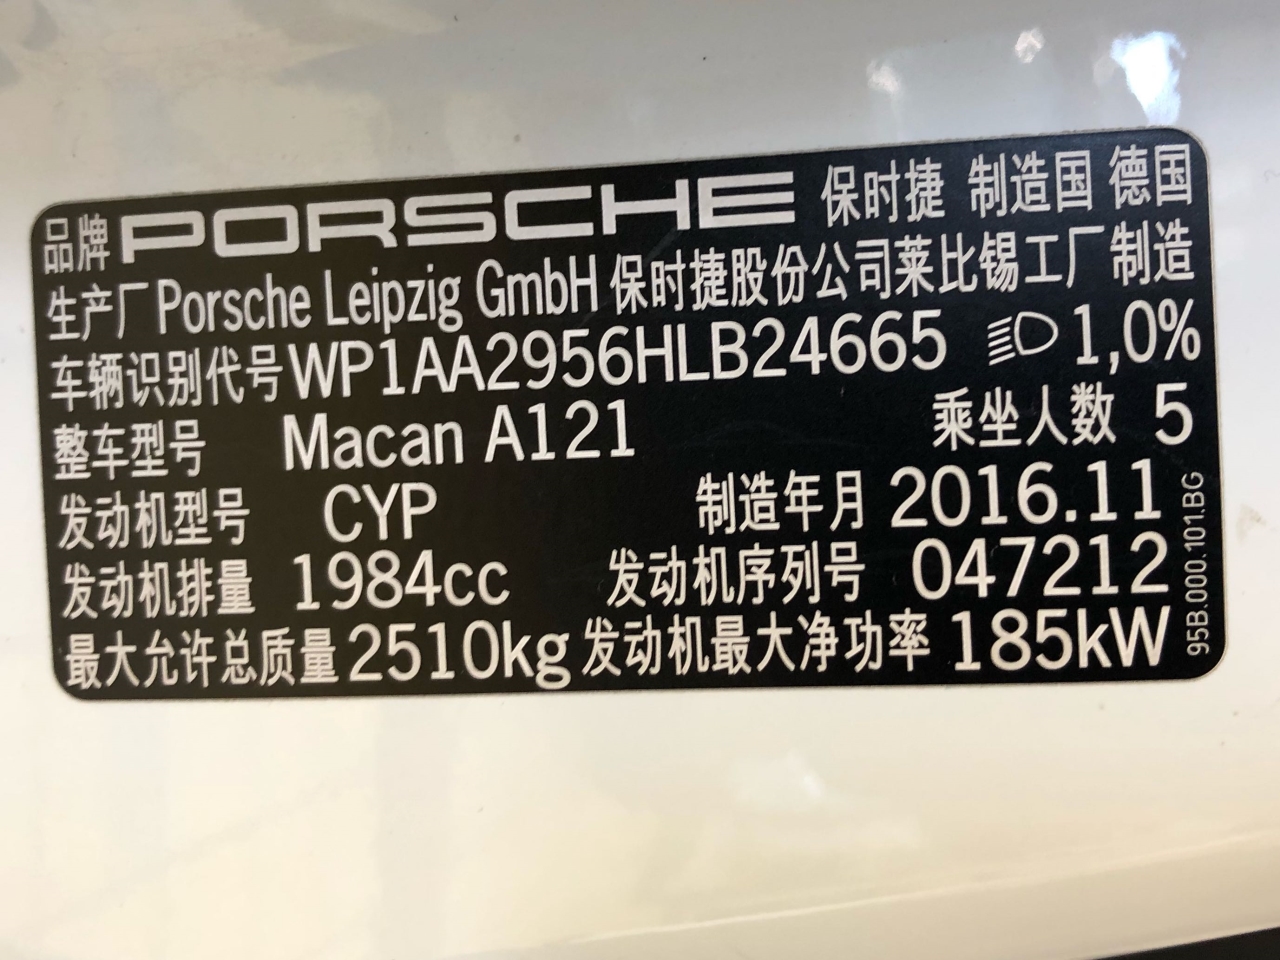 品牌 PORSCHE 保时捷 制造国 德国
生产厂 Porsche Leipzig GmbH 保时捷股份公司莱比锡工厂制造
车辆识别代号 WP1AA2956HLB24665 1,0%
整车型号 Macan A121 乘坐人数 5
发动机型号 CYP 制造年月 2016.11
发动机排量 1984cc 发动机序列号 047212
最大允许总质量 2510kg 发动机最大净功率 185kW
95B.000.101.BG